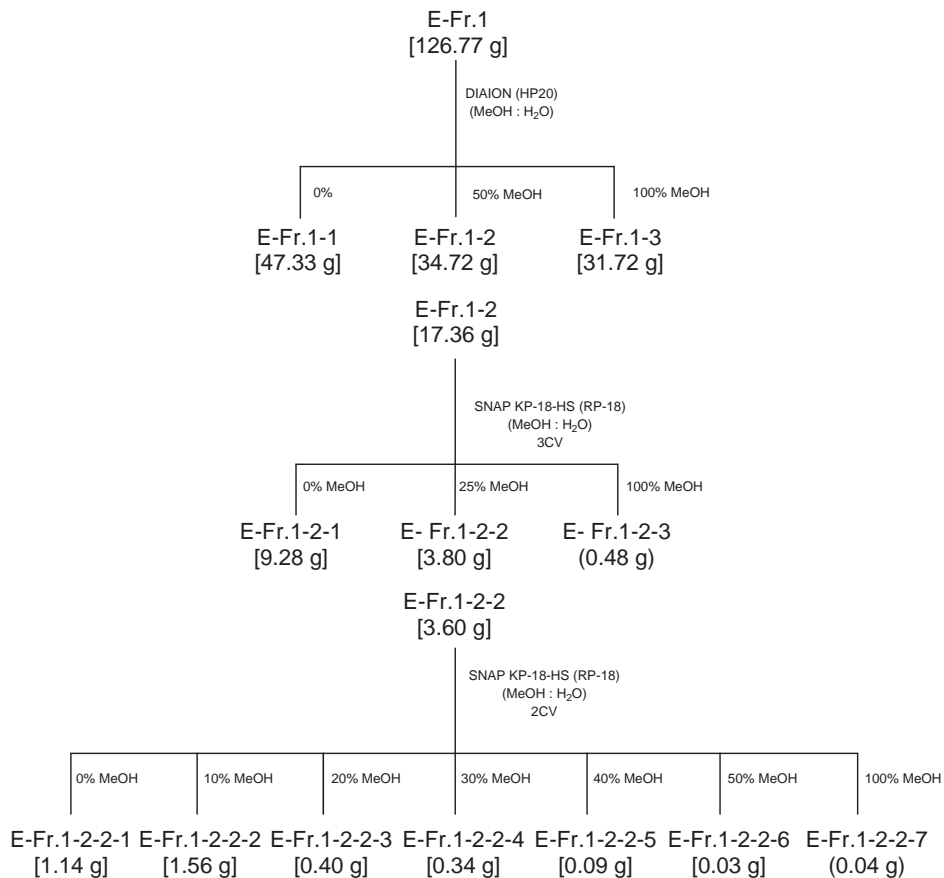 E-Fr.1
[126.77 g]
DIAION (HP20)
(MeOH : H₂O)
0%
50% MeOH
100% MeOH
E-Fr.1-1
E-Fr.1-2
E-Fr.1-3
[47.33 g]
[34.72 g]
[31.72 g]
E-Fr.1-2
[17.36 g]
SNAP KP-18-HS (RP-18)
(MeOH : H₂O)
3CV
0% MeOH
25% MeOH
100% MeOH
E-Fr.1-2-1
E- Fr.1-2-2
E- Fr.1-2-3
[9.28 g]
[3.80 g]
(0.48 g)
E-Fr.1-2-2
[3.60 g]
SNAP KP-18-HS (RP-18)
(MeOH : H₂O)
2CV
0% MeOH
10% MeOH
20% MeOH
30% MeOH
40% MeOH
50% MeOH
100% MeOH
E-Fr.1-2-2-1
E-Fr.1-2-2-2
E-Fr.1-2-2-3
E-Fr.1-2-2-4
E-Fr.1-2-2-5
E-Fr.1-2-2-6
E-Fr.1-2-2-7
[1.14 g]
[1.56 g]
[0.40 g]
[0.34 g]
[0.09 g]
[0.03 g]
(0.04 g)